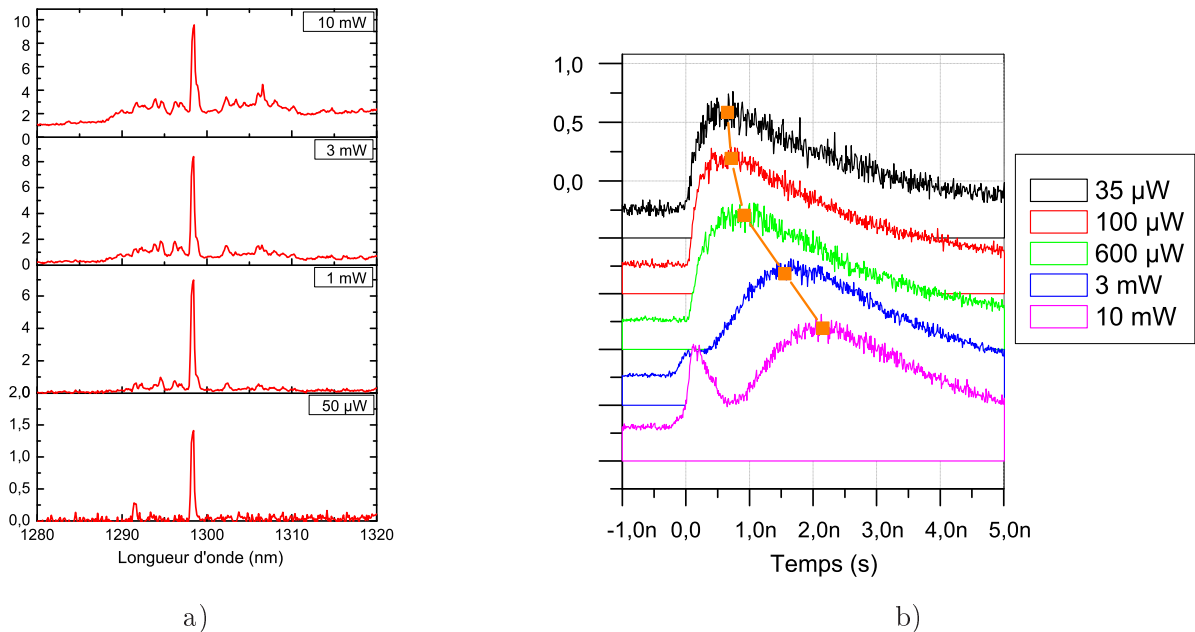 10 mW
10
8
6
4
2
0
3 mW
8
6
4
2
0
1 mW
6
4
2
2,0
50 µW
1,5
1,0
0,5
0,0
1280 1290 1300 1310 1320
Longueur d'onde (nm)
a)
1,0
0,5
0,0
35 µW
100 µW
600 µW
3 mW
10 mW
-1,0n 0,0 1,0n 2,0n 3,0n 4,0n 5,0n
Temps (s)
b)